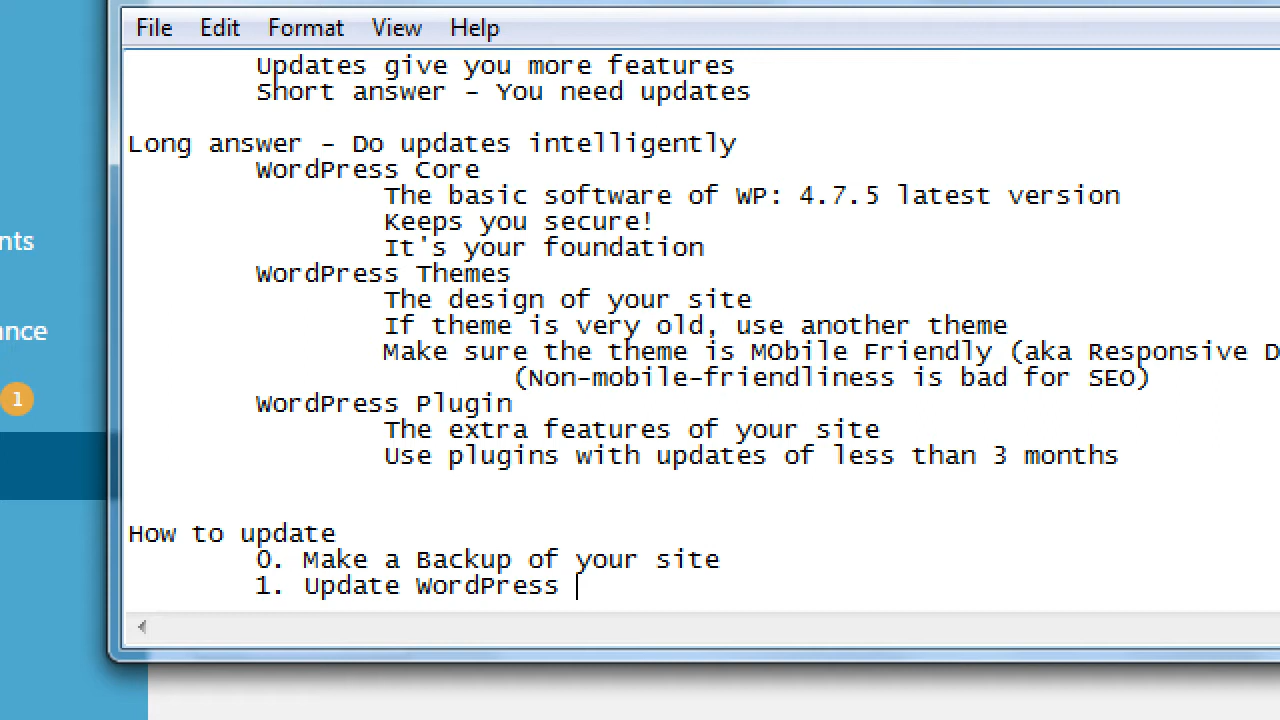 File Edit Format View Help
Updates give you more features
Short answer - You need updates
Long answer - Do updates intelligently
WordPress Core
The basic software of WP: 4.7.5 latest version
Keeps you secure!
It's your foundation
WordPress Themes
The design of your site
If theme is very old, use another theme
Make sure the theme is MObile Friendly (aka Responsive D
(Non-mobile-friendliness is bad for SEO)
WordPress Plugin
The extra features of your site
Use plugins with updates of less than 3 months
How to update
0. Make a Backup of your site
1. Update WordPress
nts
ance
1